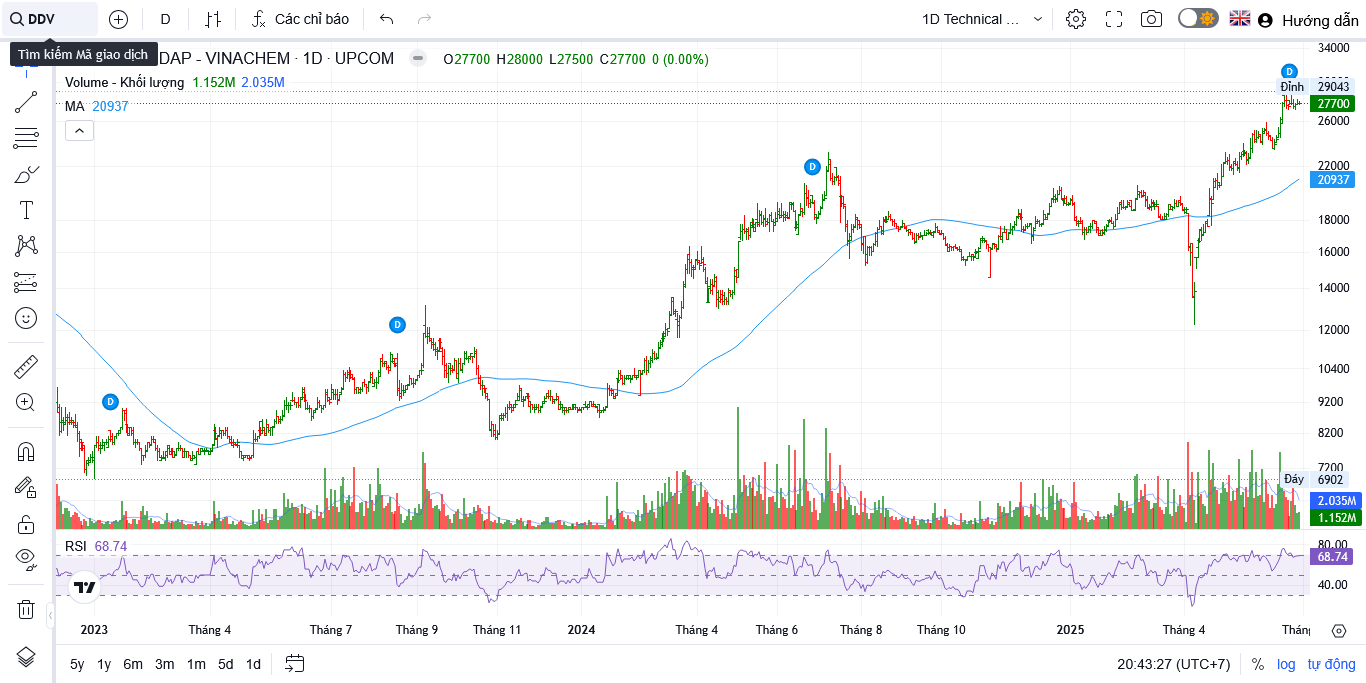 DDV
D
Các chỉ báo
1D Technical ...
Hướng dẫn
Tìm kiếm Mã giao dịch
DAP - VINACHEM · 1D · UPCOM
O27700 H28000 L27500 C27700 0 (0.00%)
Volume - Khối lượng 1.152M 2.035M
MA 20937
34000
D
Đỉnh 29043
27700
26000
22000
D
20937
18000
16000
14000
D
12000
10400
D
9200
8200
7200
Đáy 6902
2.035M
1.152M
RSI 68.74
80.00
68.74
40.00
2023 Tháng 4 Tháng 7 Tháng 9 Tháng 11 2024 Tháng 4 Tháng 6 Tháng 8 Tháng 10 2025 Tháng 4
5y 1y 6m 3m 1m 5d 1d
20:43:27 (UTC+7) % log tự động